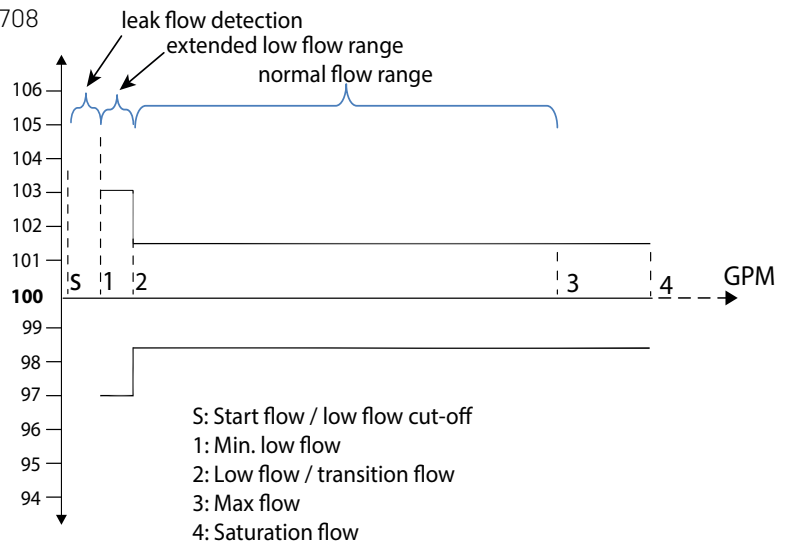 708
leak flow detection
extended low flow range
normal flow range
106
105
104
103
102
101
100
99
98
97
96
95
94
S
1
2
3
4
GPM
S: Start flow / low flow cut-off
1: Min. low flow
2: Low flow / transition flow
3: Max flow
4: Saturation flow